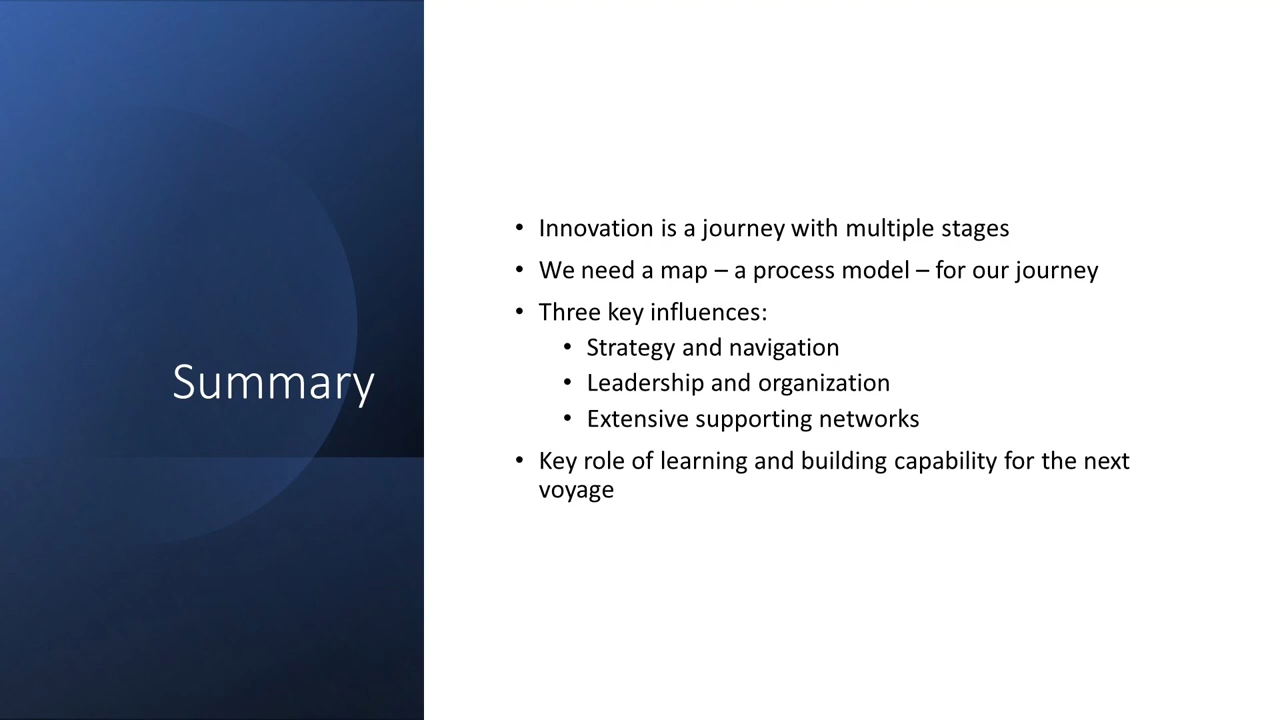 Summary
• Innovation is a journey with multiple stages
• We need a map – a process model – for our journey
• Three key influences:
• Strategy and navigation
• Leadership and organization
• Extensive supporting networks
• Key role of learning and building capability for the next
voyage